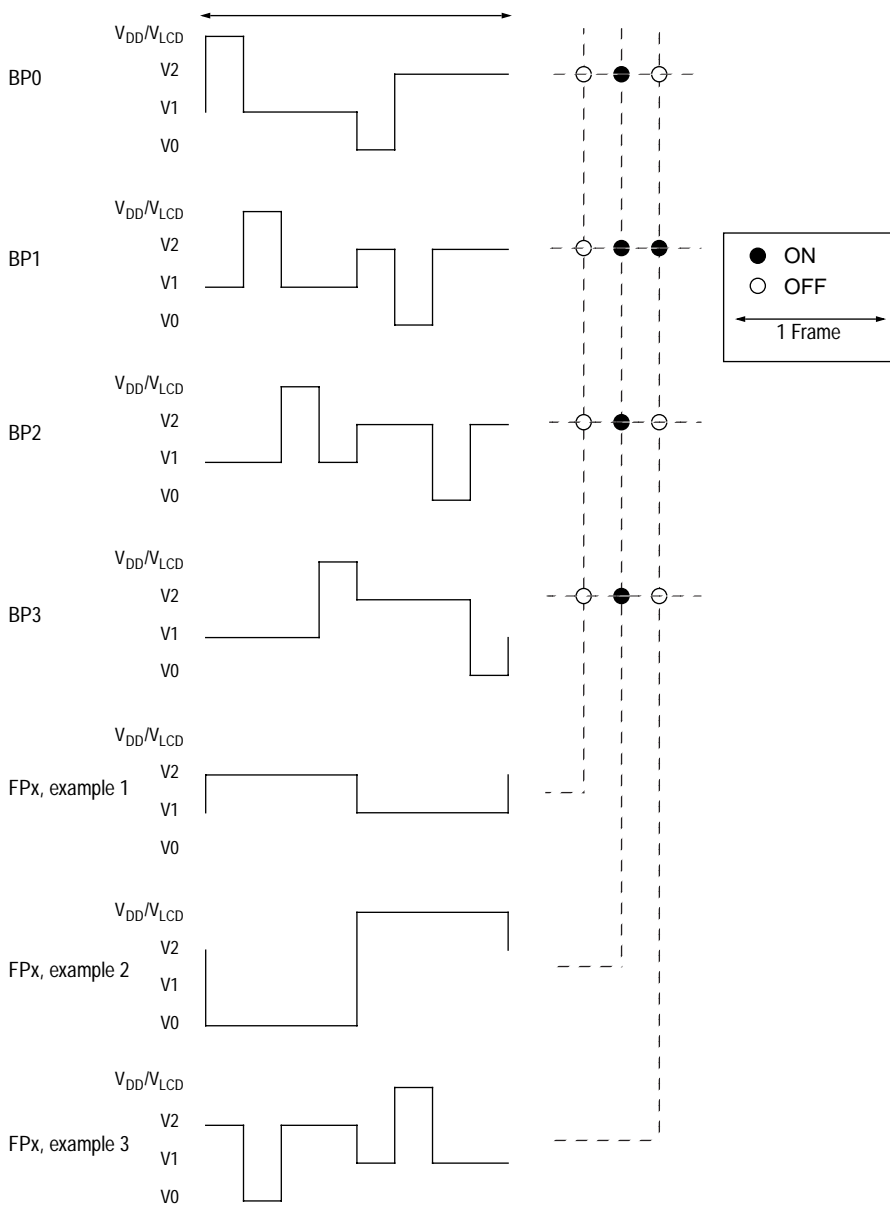 VDD/VLCD
BP0
V2
V1
V0
VDD/VLCD
BP1
V2
V1
V0
ON
OFF
1 Frame
VDD/VLCD
BP2
V2
V1
V0
VDD/VLCD
BP3
V2
V1
V0
VDD/VLCD
FPx, example 1
V2
V1
V0
VDD/VLCD
FPx, example 2
V2
V1
V0
VDD/VLCD
FPx, example 3
V2
V1
V0